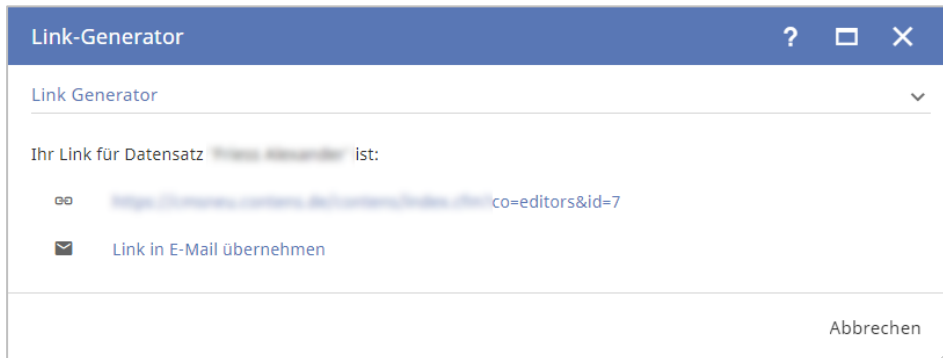 Link-Generator ?
Link Generator
Ihr Link für Datensatz ist:
co=editors&id=7
Link in E-Mail übernehmen
Abbrechen